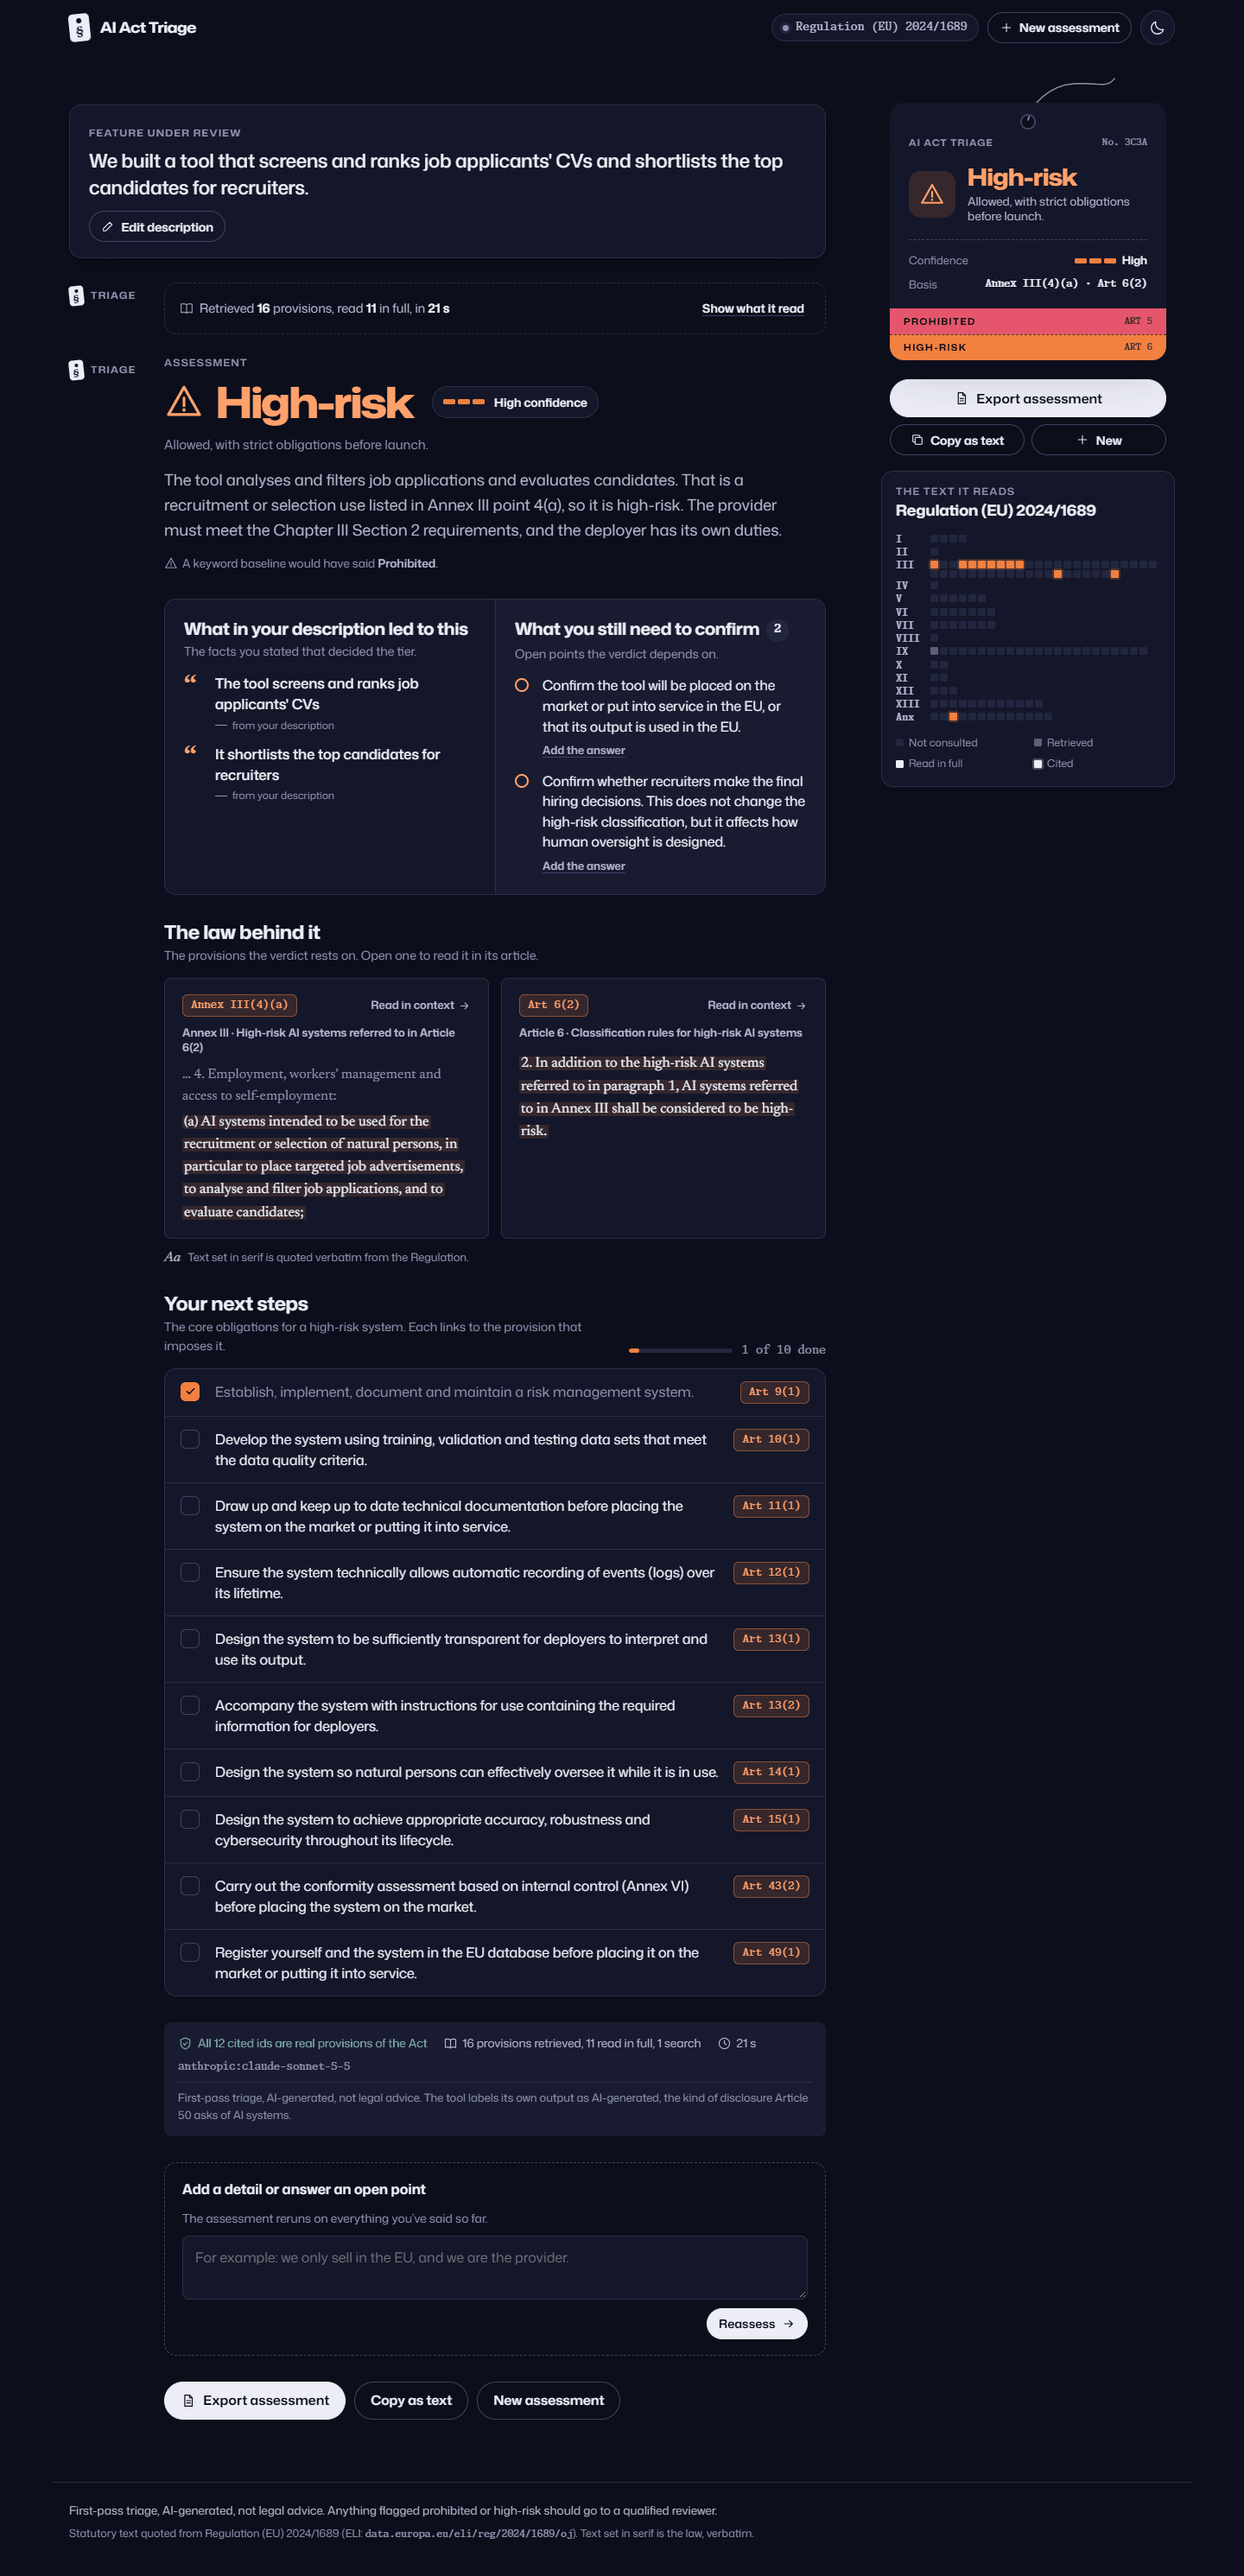 § AI Act Triage
Regulation (EU) 2024/1689
New assessment
FEATURE UNDER REVIEW
We built a tool that screens and ranks job applicants' CVs and shortlists the top
candidates for recruiters.
Edit description
§ TRIAGE
Retrieved 16 provisions, read 11 in full, in 21 s
Show what it read
§ TRIAGE
ASSESSMENT
High-risk
High confidence
Allowed, with strict obligations before launch.
The tool analyses and filters job applications and evaluates candidates. That is a
recruitment or selection use listed in Annex III point 4(a), so it is high-risk. The provider
must meet the Chapter III Section 2 requirements, and the deployer has its own duties.
A keyword baseline would have said Prohibited.
What in your description led to this
The facts you stated that decided the tier.
“ The tool screens and ranks job
applicants' CVs
— from your description
“ It shortlists the top candidates for
recruiters
— from your description
What you still need to confirm 2
Open points the verdict depends on.
Confirm the tool will be placed on the
market or put into service in the EU, or
that its output is used in the EU.
Add the answer
Confirm whether recruiters make the final
hiring decisions. This does not change the
high-risk classification, but it affects how
human oversight is designed.
Add the answer
The law behind it
The provisions the verdict rests on. Open one to read it in its article.
Annex III(4)(a)
Read in context →
Annex III · High-risk AI systems referred to in Article
6(2)
... 4. Employment, workers' management and
access to self-employment:
(a) AI systems intended to be used for the
recruitment or selection of natural persons, in
particular to place targeted job advertisements,
to analyse and filter job applications, and to
evaluate candidates;
Art 6(2)
Read in context →
Article 6 · Classification rules for high-risk AI systems
2. In addition to the high-risk AI systems
referred to in paragraph 1, AI systems referred
to in Annex III shall be considered to be high-
risk.
Aa Text set in serif is quoted verbatim from the Regulation.
Your next steps
The core obligations for a high-risk system. Each links to the provision that
imposes it.
1 of 10 done
Establish, implement, document and maintain a risk management system.
Art 9(1)
Develop the system using training, validation and testing data sets that meet
the data quality criteria.
Art 10(1)
Draw up and keep up to date technical documentation before placing the
system on the market or putting it into service.
Art 11(1)
Ensure the system technically allows automatic recording of events (logs) over
its lifetime.
Art 12(1)
Design the system to be sufficiently transparent for deployers to interpret and
use its output.
Art 13(1)
Accompany the system with instructions for use containing the required
information for deployers.
Art 13(2)
Design the system so natural persons can effectively oversee it while it is in use.
Art 14(1)
Design the system to achieve appropriate accuracy, robustness and
cybersecurity throughout its lifecycle.
Art 15(1)
Carry out the conformity assessment based on internal control (Annex VI)
before placing the system on the market.
Art 43(2)
Register yourself and the system in the EU database before placing it on the
market or putting it into service.
Art 49(1)
All 12 cited ids are real provisions of the Act
16 provisions retrieved, 11 read in full, 1 search
21 s
anthropic:claude-sonnet-5-5
First-pass triage, AI-generated, not legal advice. The tool labels its own output as AI-generated, the kind of disclosure Article
50 asks of AI systems.
Add a detail or answer an open point
The assessment reruns on everything you've said so far.
For example: we only sell in the EU, and we are the provider.
Reassess →
Export assessment
Copy as text
New assessment
AI ACT TRIAGE
No. 3C3A
High-risk
Allowed, with strict obligations
before launch.
Confidence
High
Basis
Annex III(4)(a) · Art 6(2)
PROHIBITED
ART 5
HIGH-RISK
ART 6
Export assessment
Copy as text
New
THE TEXT IT READS
Regulation (EU) 2024/1689
I
II
III
IV
V
VI
VII
VIII
IX
X
XI
XII
XIII
Anx
Not consulted
Retrieved
Read in full
Cited
First-pass triage, AI-generated, not legal advice. Anything flagged prohibited or high-risk should go to a qualified reviewer.
Statutory text quoted from Regulation (EU) 2024/1689 (ELI: data.europa.eu/eli/reg/2024/1689/oj). Text set in serif is the law, verbatim.